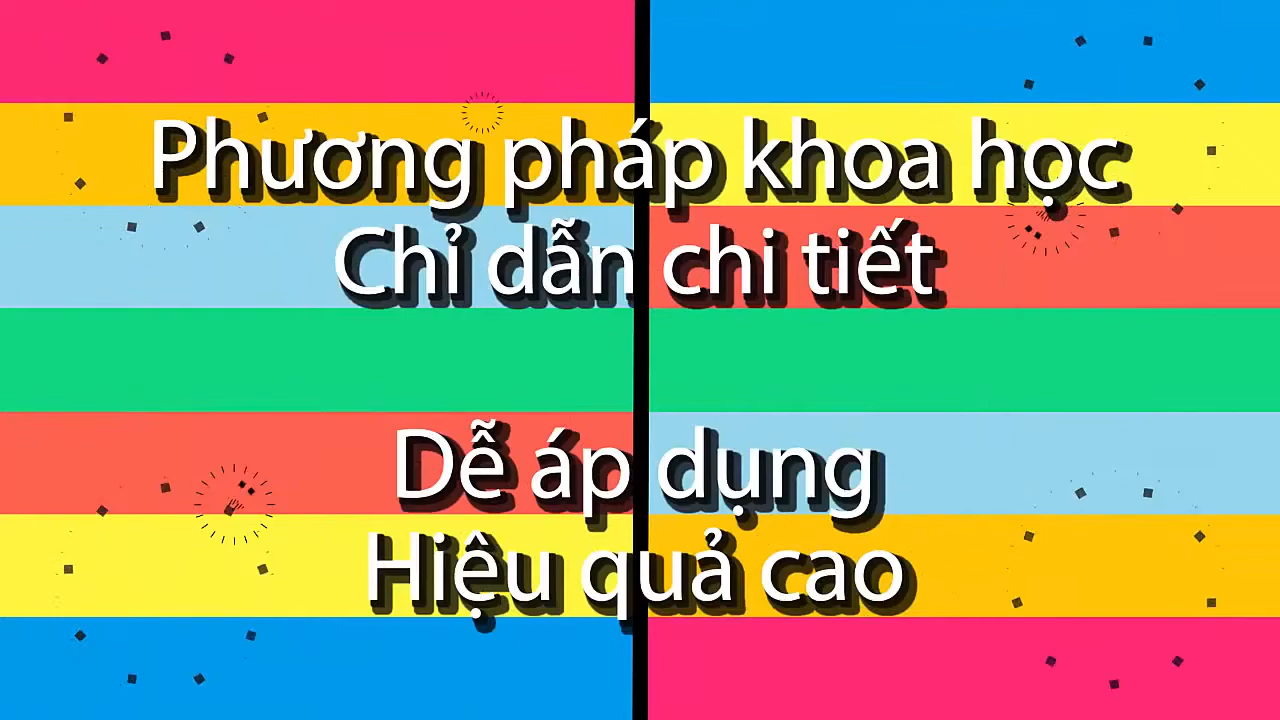 Phương pháp khoa học
Chỉ dẫn chi tiết
Dễ áp dụng
Hiệu quả cao